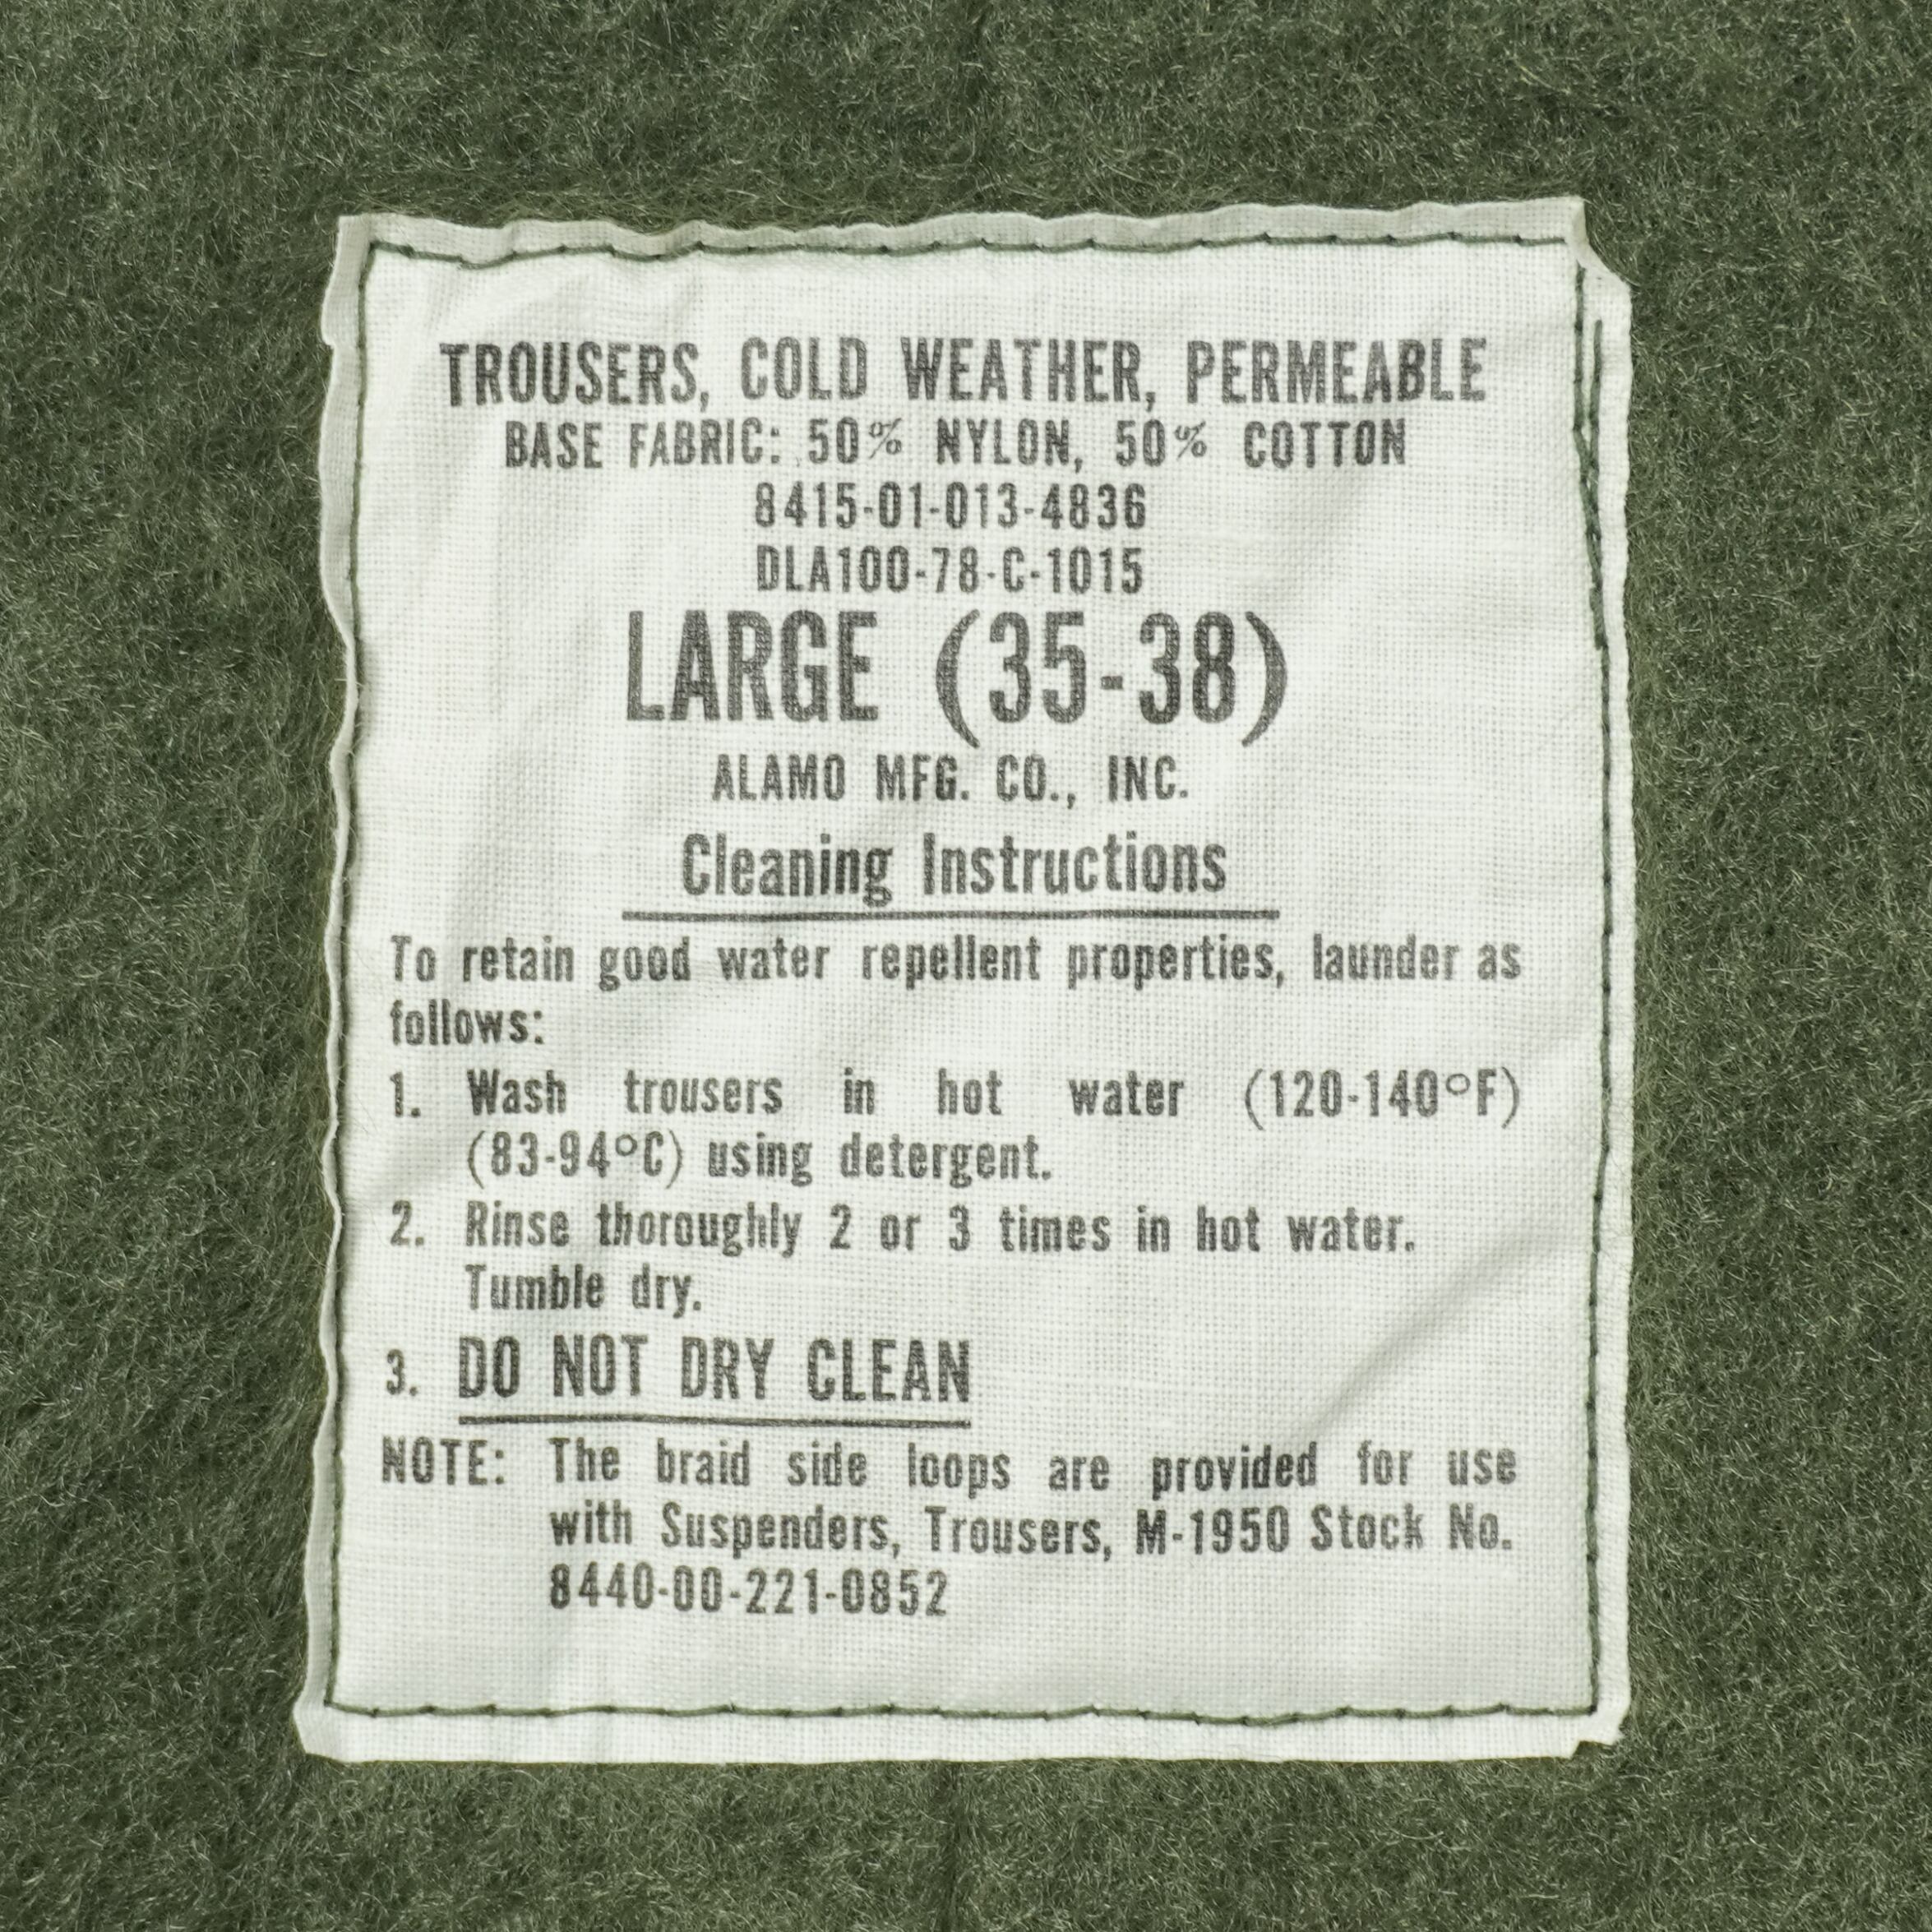 TROUSERS, COLD WEATHER, PERMEABLE
BASE FABRIC: 50% NYLON, 50% COTTON
8415-01-013-4836
DLA100-78-C-1015
LARGE (35-38)
ALAMO MFG. CO., INC.
Cleaning Instructions
To retain good water repellent properties, launder as
follows:
1. Wash trousers in hot water (120-140°F)
(83-94°C) using detergent.
2. Rinse thoroughly 2 or 3 times in hot water.
Tumble dry.
3. DO NOT DRY CLEAN
NOTE: The braid side loops are provided for use
with Suspenders, Trousers, M-1950 Stock No.
8440-00-221-0852